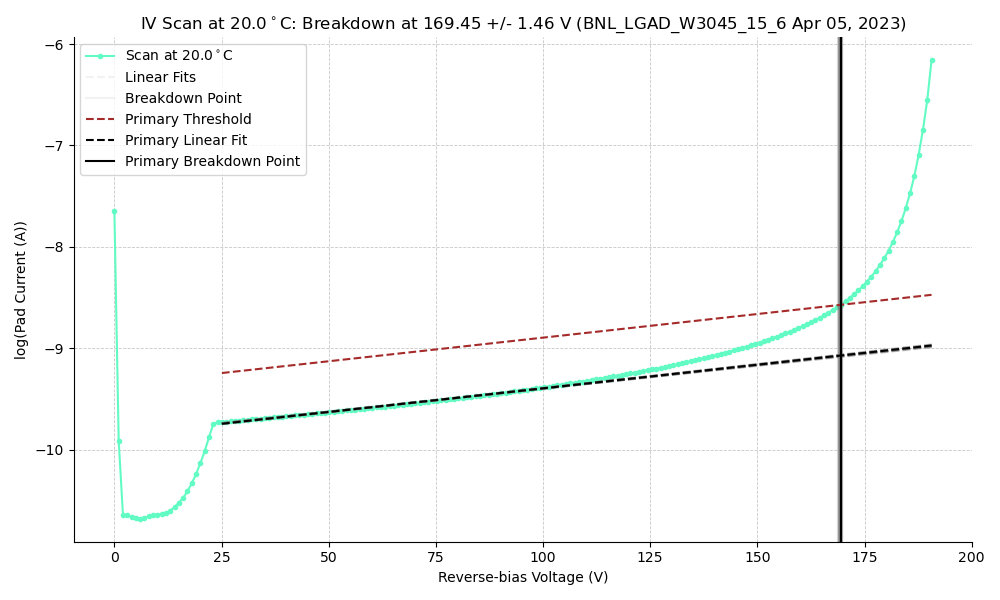 IV Scan at 20.0°C: Breakdown at 169.45 +/- 1.46 V (BNL_LGAD_W3045_15_6 Apr 05, 2023)
Scan at 20.0°C
Linear Fits
Breakdown Point
Primary Threshold
Primary Linear Fit
Primary Breakdown Point
log(Pad Current (A))
−6
−7
−8
−9
−10
0 25 50 75 100 125 150 175 200
Reverse-bias Voltage (V)